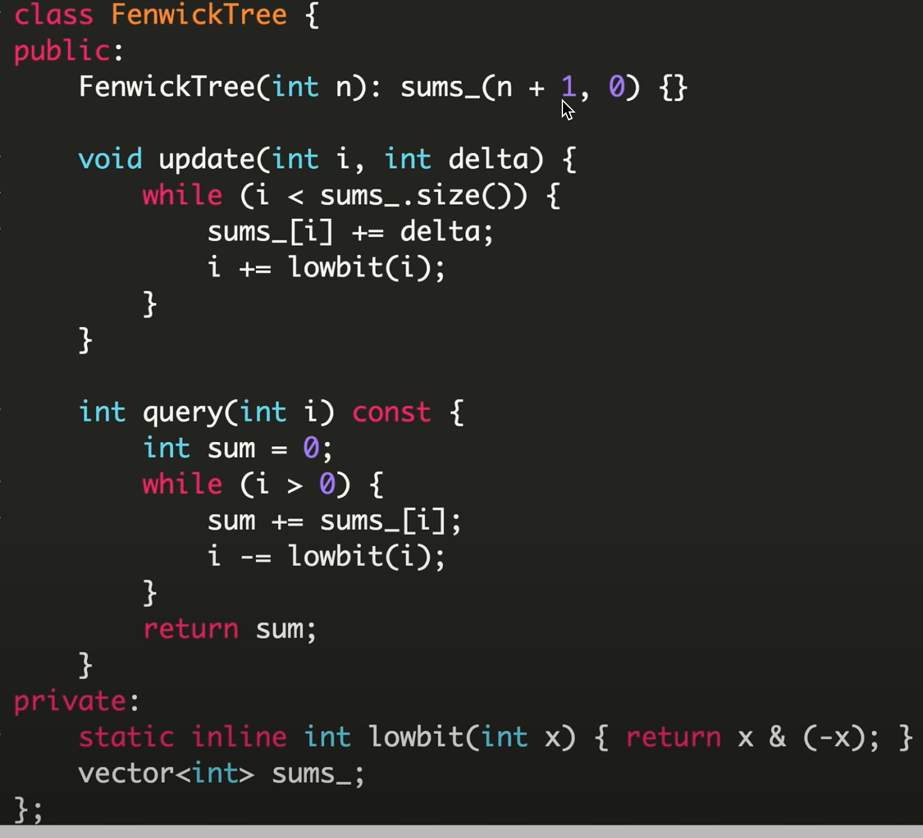 class FenwickTree {
public:
    FenwickTree(int n): sums_(n + 1, 0) {}
    void update(int i, int delta) {
        while (i < sums_.size()) {
            sums_[i] += delta;
            i += lowbit(i);
        }
    }
    int query(int i) const {
        int sum = 0;
        while (i > 0) {
            sum += sums_[i];
            i -= lowbit(i);
        }
        return sum;
    }
private:
    static inline int lowbit(int x) { return x & (-x); }
    vector<int> sums_;
};